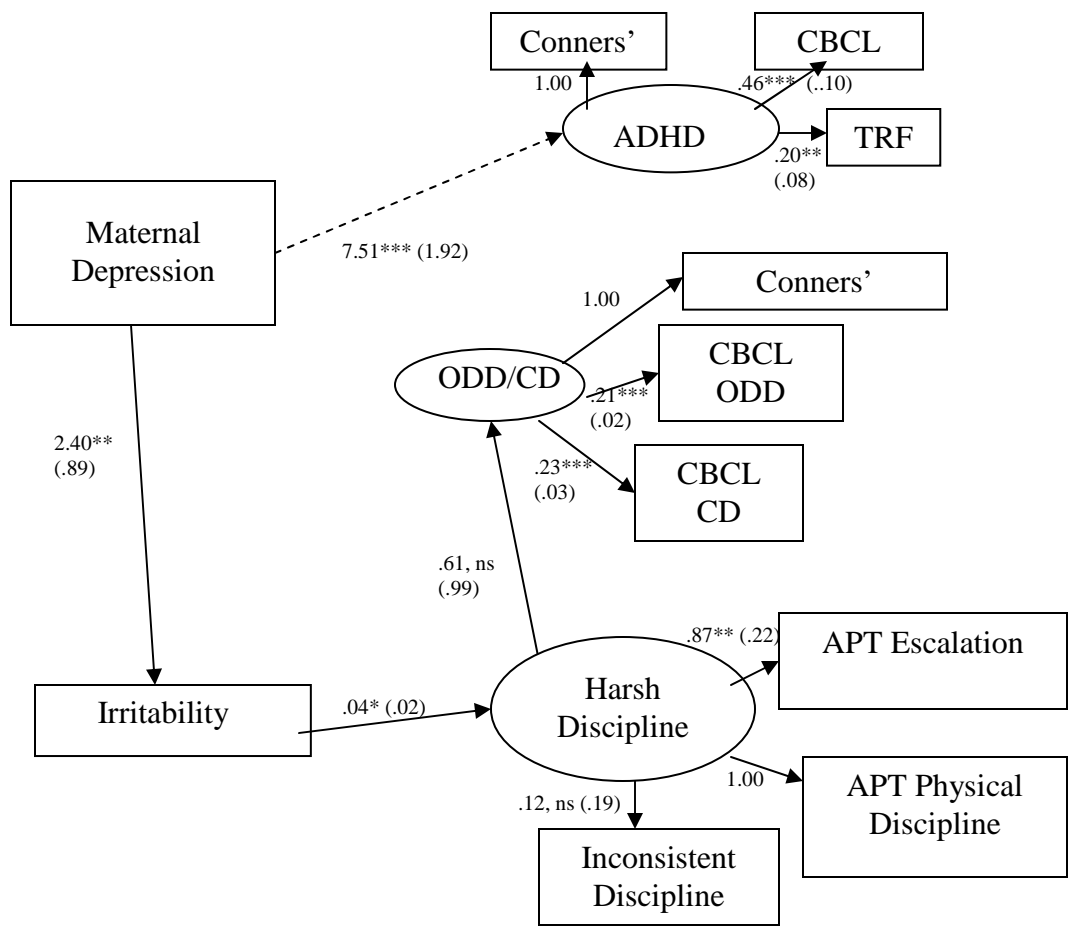 Conners’
CBCL
1.00
.46*** (..10)
ADHD
TRF
.20**
(.08)
Maternal
Depression
7.51*** (1.92)
Conners’
1.00
CBCL
ODD
ODD/CD
.21***
(.02)
2.40**
(.89)
.23***
(.03)
CBCL
CD
.61, ns
(.99)
.87** (.22)
APT Escalation
Harsh
Discipline
Irritability
.04* (.02)
1.00
APT Physical
Discipline
.12, ns (.19)
Inconsistent
Discipline